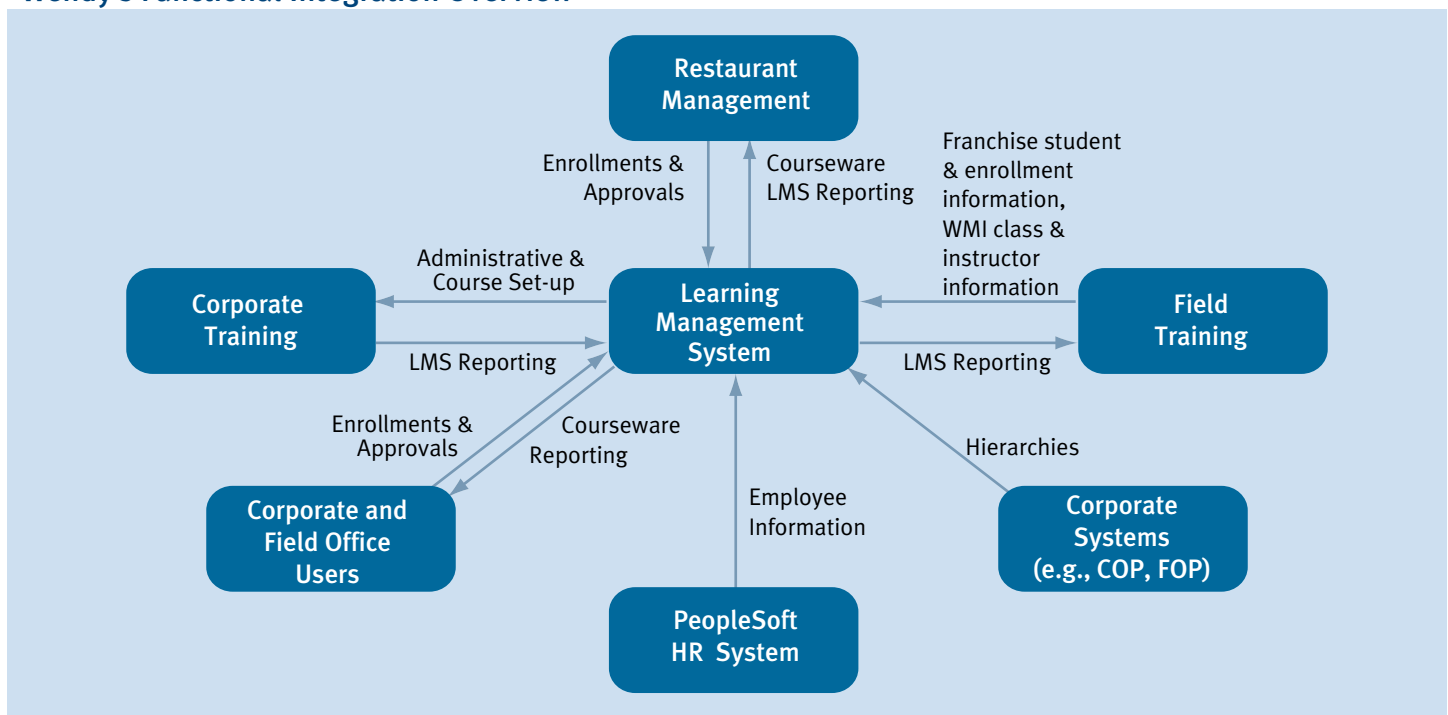 Restaurant
Management
Enrollments &
Approvals
Courseware
LMS Reporting
Franchise student
& enrollment
information,
WMI class &
instructor
information
Administrative &
Course Set-up
Corporate
Training
Learning
Management
System
Field
Training
LMS Reporting
LMS Reporting
Enrollments &
Approvals
Courseware
Reporting
Hierarchies
Corporate and
Field Office
Users
Employee
Information
Corporate
Systems
(e.g., COP, FOP)
PeopleSoft
HR System